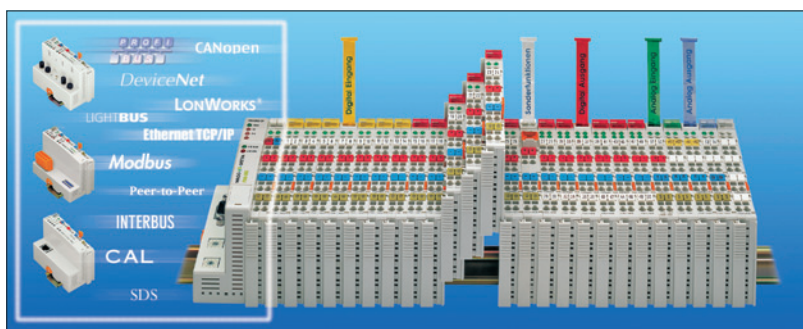 PROFI
BUS
CANopen
DeviceNet
LONWORKS®
LIGHTBUS
Ethernet TCP/IP
Modbus
Peer-to-Peer
INTERBUS
CAL
SDS
Digital Eingang
Sonderfunktionen
Digital Ausgang
Analog Eingang
Analog Ausgang